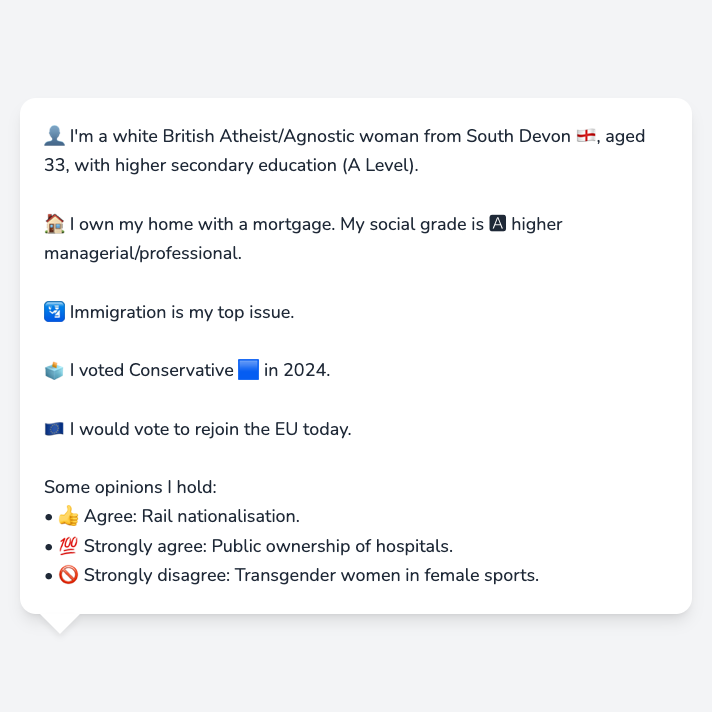 👤 I'm a white British Atheist/Agnostic woman from South Devon 🏴󠁧󠁢󠁥󠁮󠁧󠁿, aged
33, with higher secondary education (A Level).
🏠 I own my home with a mortgage. My social grade is 🅰 higher
managerial/professional.
🛂 Immigration is my top issue.
🗳️ I voted Conservative 🟦 in 2024.
🇪🇺 I would vote to rejoin the EU today.
Some opinions I hold:
• 👍 Agree: Rail nationalisation.
• 💯 Strongly agree: Public ownership of hospitals.
• 🚫 Strongly disagree: Transgender women in female sports.